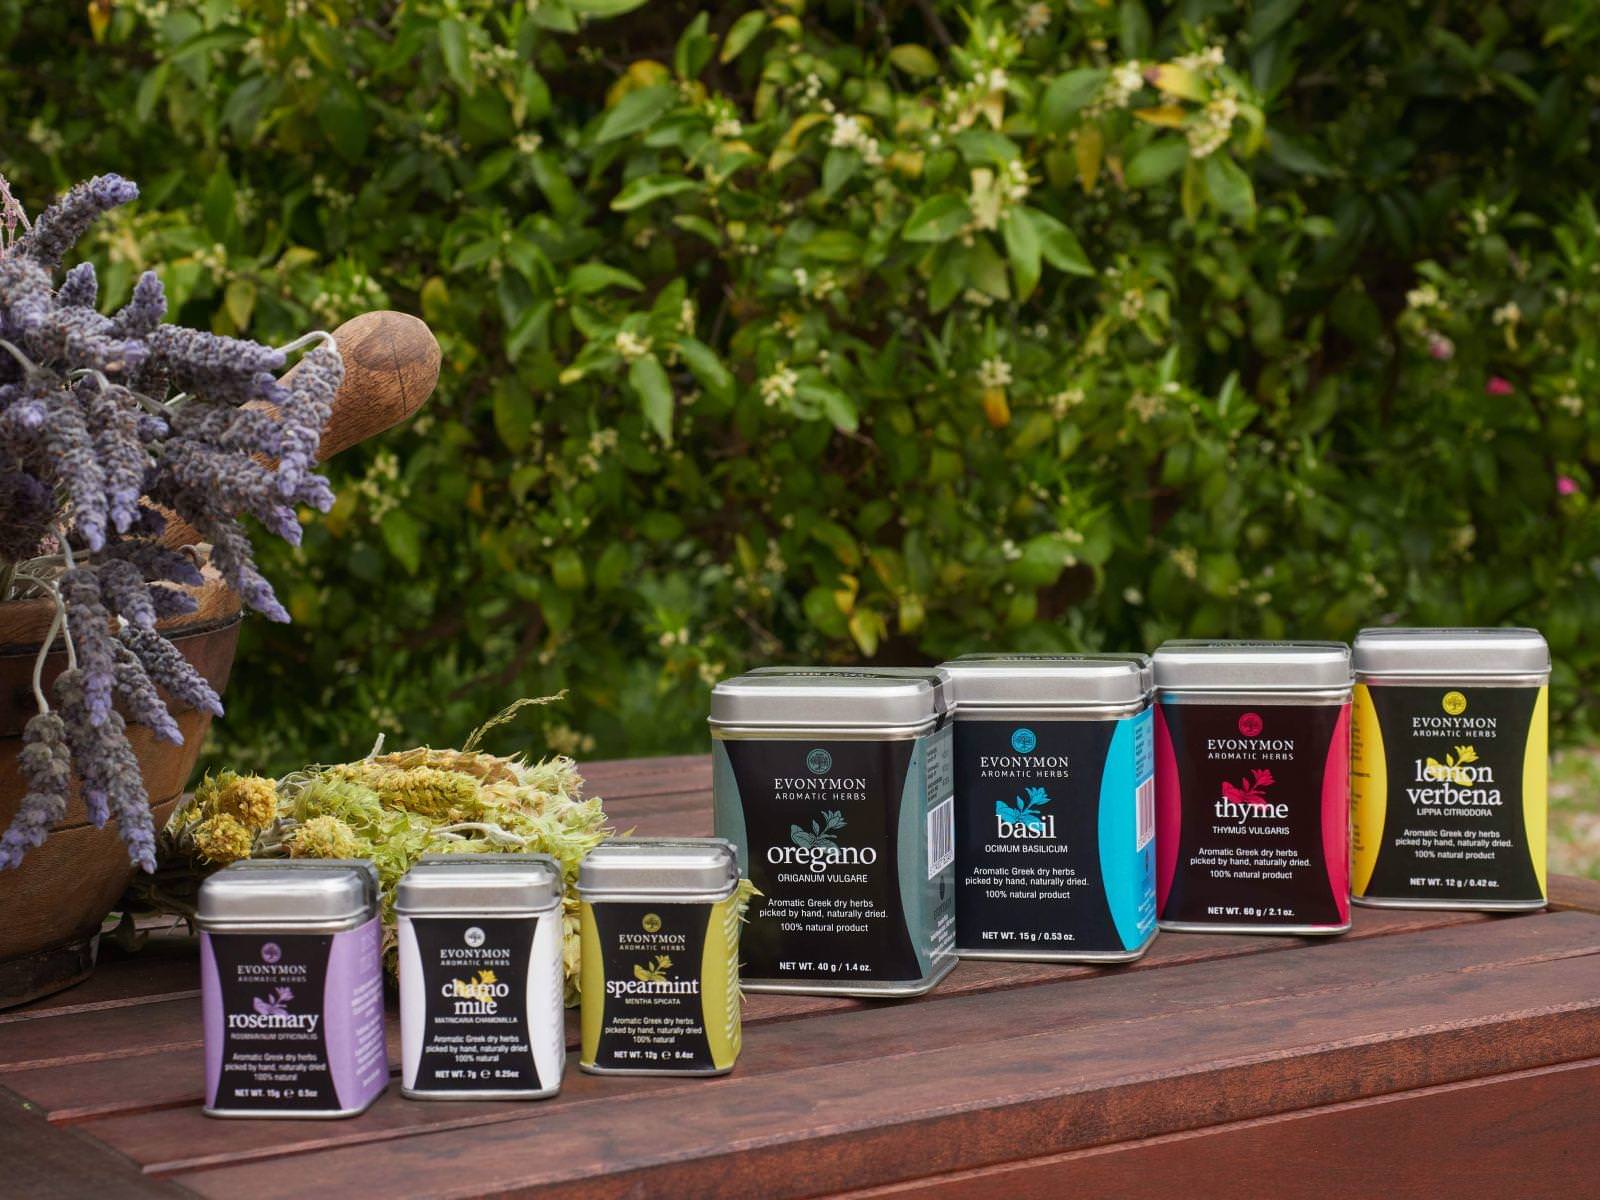 EVONYMON
AROMATIC HERBS
rosemary
ROSMARINUM OFFICINALIS
Aromatic Greek dry herbs
picked by hand, naturally dried
100% natural
NET WT. 15g ℮ 0.5oz
EVONYMON
AROMATIC HERBS
chamo
mile
MATRICARIA CHAMOMILLA
Aromatic Greek dry herbs
picked by hand, naturally dried
100% natural
NET WT. 7g ℮ 0.25oz
EVONYMON
AROMATIC HERBS
spearmint
MENTHA SPICATA
Aromatic Greek dry herbs
picked by hand, naturally dried
100% natural
NET WT. 12g ℮ 0.4oz
EVONYMON
AROMATIC HERBS
oregano
ORIGANUM VULGARE
Aromatic Greek dry herbs
picked by hand, naturally dried.
100% natural product
NET WT. 40 g / 1.4 oz.
EVONYMON
AROMATIC HERBS
basil
OCIMUM BASILICUM
Aromatic Greek dry herbs
picked by hand, naturally dried.
100% natural product
NET WT. 15 g / 0.53 oz.
EVONYMON
AROMATIC HERBS
thyme
THYMUS VULGARIS
Aromatic Greek dry herbs
picked by hand, naturally dried.
100% natural product
NET WT. 60 g / 2.1 oz.
EVONYMON
AROMATIC HERBS
lemon
verbena
LIPPIA CITRIODORA
Aromatic Greek dry herbs
picked by hand, naturally dried.
100% natural product
NET WT. 12 g / 0.42 oz.